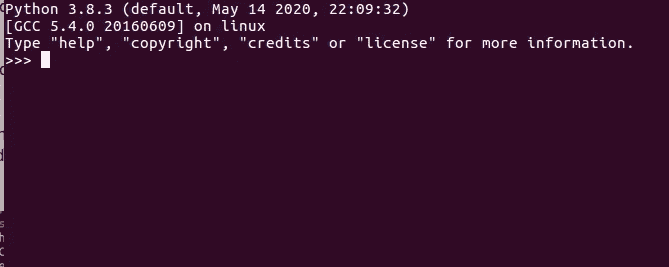 Python 3.8.3 (default, May 14 2020, 22:09:32)
[GCC 5.4.0 20160609] on linux
Type "help", "copyright", "credits" or "license" for more information.
>>>